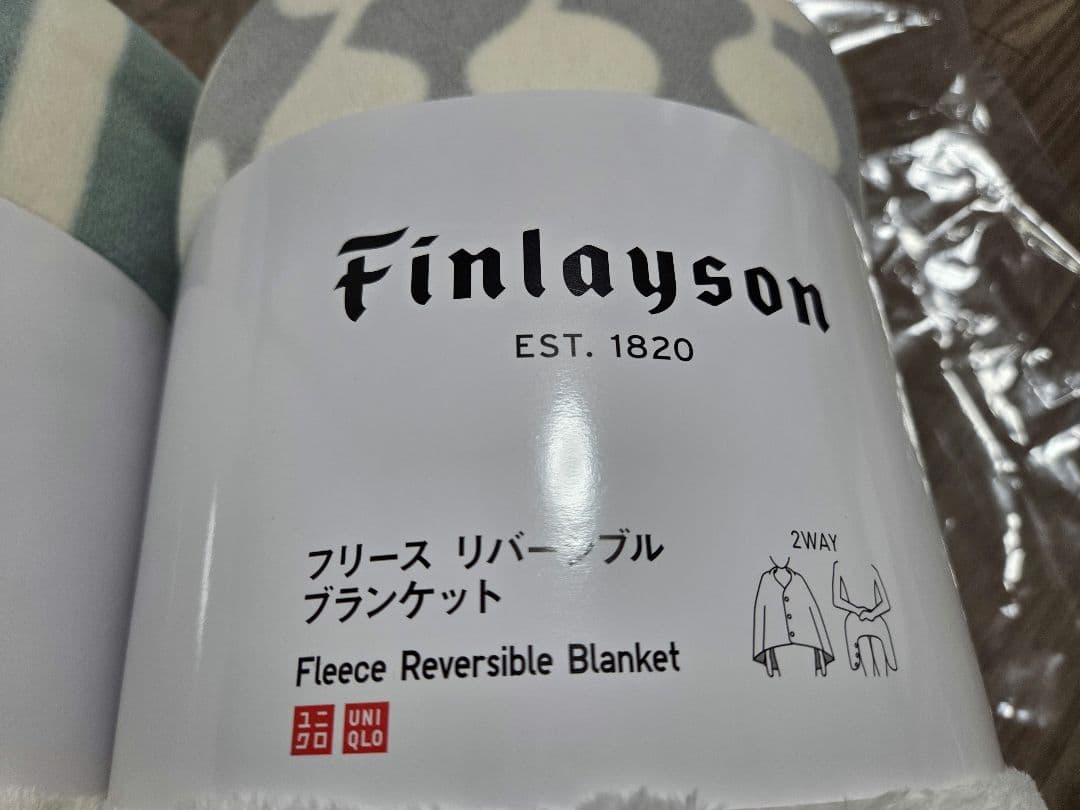 Finlayson
EST. 1820
フリース リバーシブル
ブランケット
2WAY
Fleece Reversible Blanket
ユニ
クロ
UNI
QLO